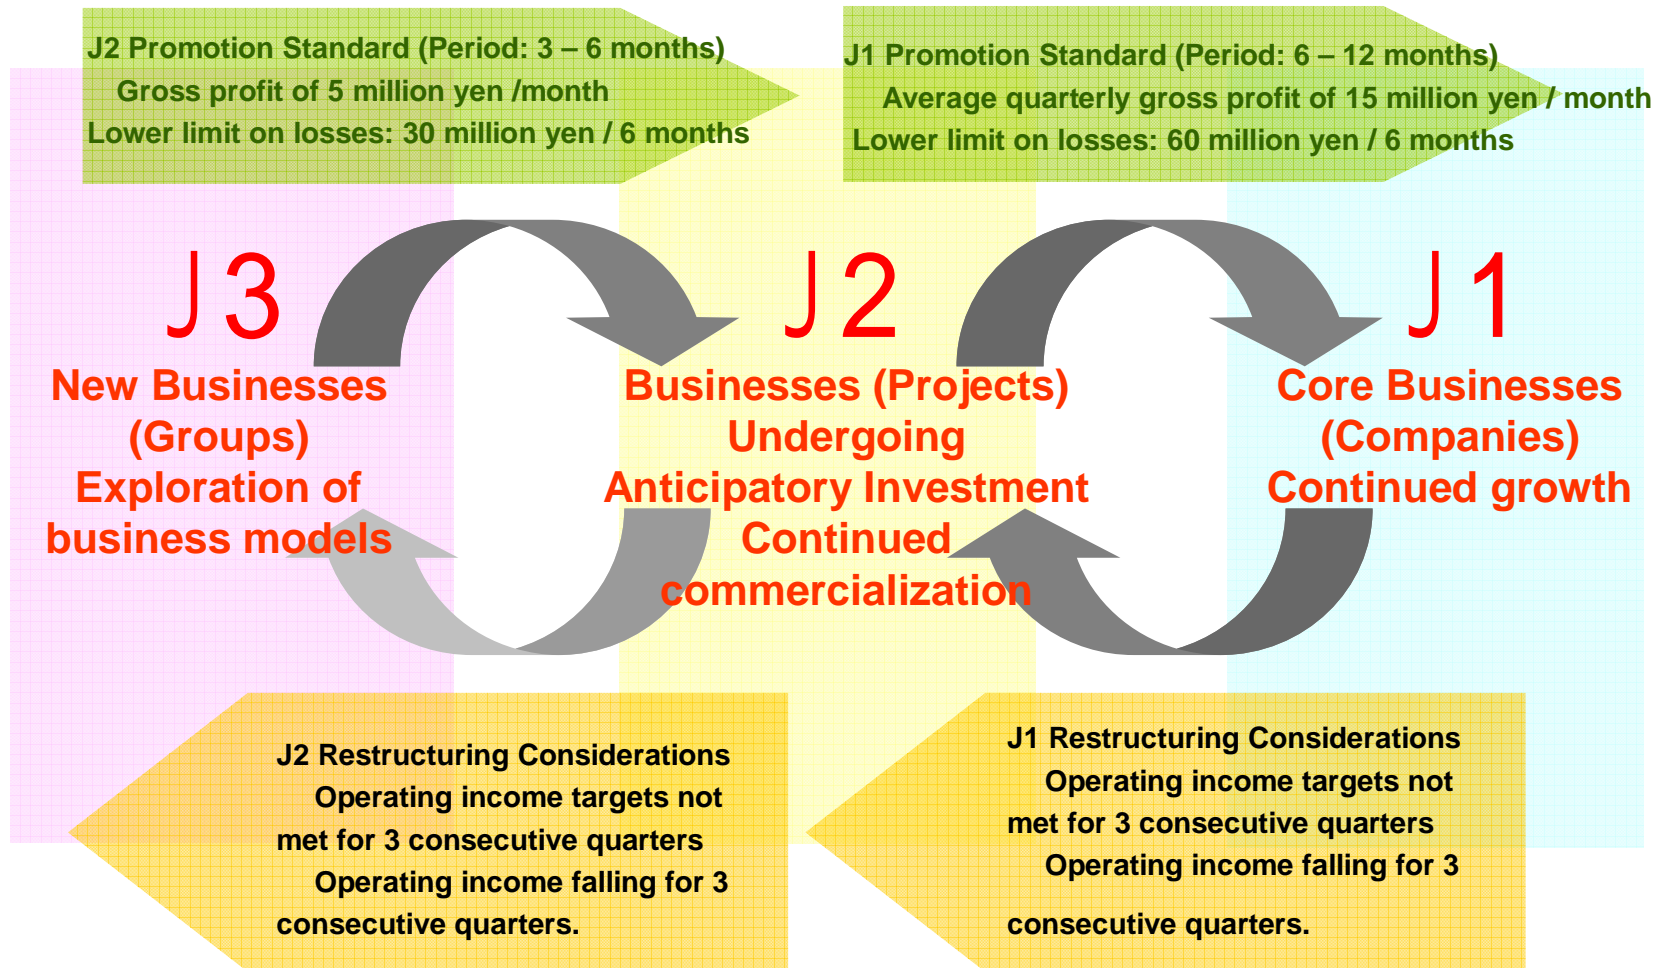 J2 Promotion Standard (Period: 3 – 6 months)
Gross profit of 5 million yen /month
Lower limit on losses: 30 million yen / 6 months
J1 Promotion Standard (Period: 6 – 12 months)
Average quarterly gross profit of 15 million yen / month
Lower limit on losses: 60 million yen / 6 months
J3
New Businesses
(Groups)
Exploration of
business models
J2
Businesses (Projects)
Undergoing
Anticipatory Investment
Continued
commercialization
J1
Core Businesses
(Companies)
Continued growth
J2 Restructuring Considerations
Operating income targets not
met for 3 consecutive quarters
Operating income falling for 3
consecutive quarters.
J1 Restructuring Considerations
Operating income targets not
met for 3 consecutive quarters
Operating income falling for 3
consecutive quarters.